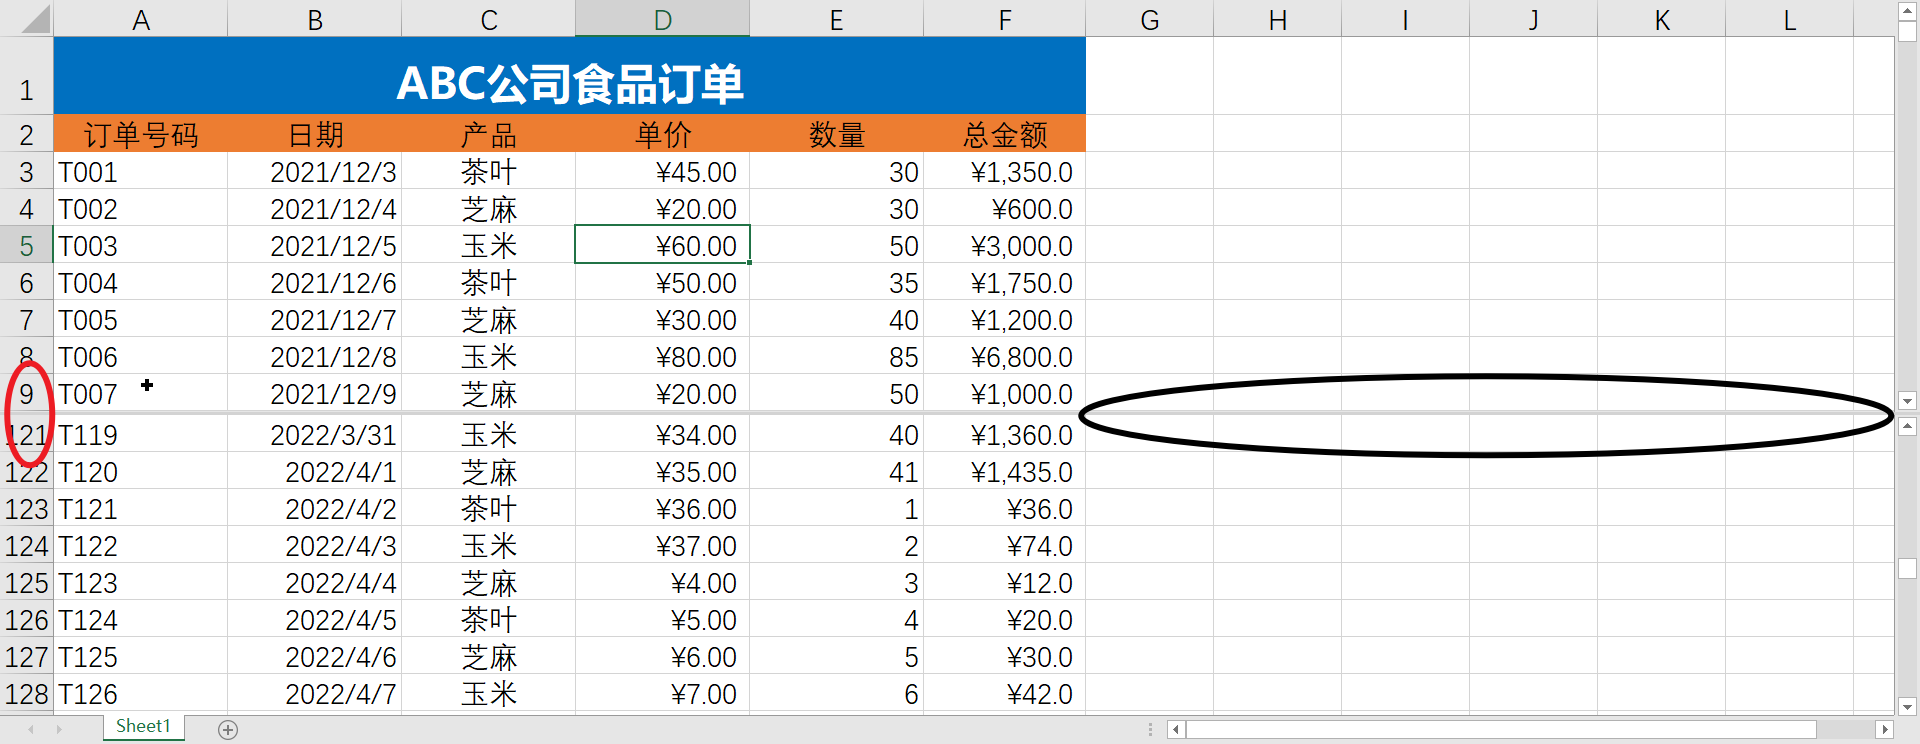 A B C D E F G H I J K L
1 ABC公司食品订单
2 订单号码 日期 产品 单价 数量 总金额
3 T001 2021/12/3 茶叶 ¥45.00 30 ¥1,350.0
4 T002 2021/12/4 芝麻 ¥20.00 30 ¥600.0
5 T003 2021/12/5 玉米 ¥60.00 50 ¥3,000.0
6 T004 2021/12/6 茶叶 ¥50.00 35 ¥1,750.0
7 T005 2021/12/7 芝麻 ¥30.00 40 ¥1,200.0
8 T006 2021/12/8 玉米 ¥80.00 85 ¥6,800.0
9 T007 2021/12/9 芝麻 ¥20.00 50 ¥1,000.0
121 T119 2022/3/31 玉米 ¥34.00 40 ¥1,360.0
122 T120 2022/4/1 芝麻 ¥35.00 41 ¥1,435.0
123 T121 2022/4/2 茶叶 ¥36.00 1 ¥36.0
124 T122 2022/4/3 玉米 ¥37.00 2 ¥74.0
125 T123 2022/4/4 芝麻 ¥4.00 3 ¥12.0
126 T124 2022/4/5 茶叶 ¥5.00 4 ¥20.0
127 T125 2022/4/6 芝麻 ¥6.00 5 ¥30.0
128 T126 2022/4/7 玉米 ¥7.00 6 ¥42.0
Sheet1